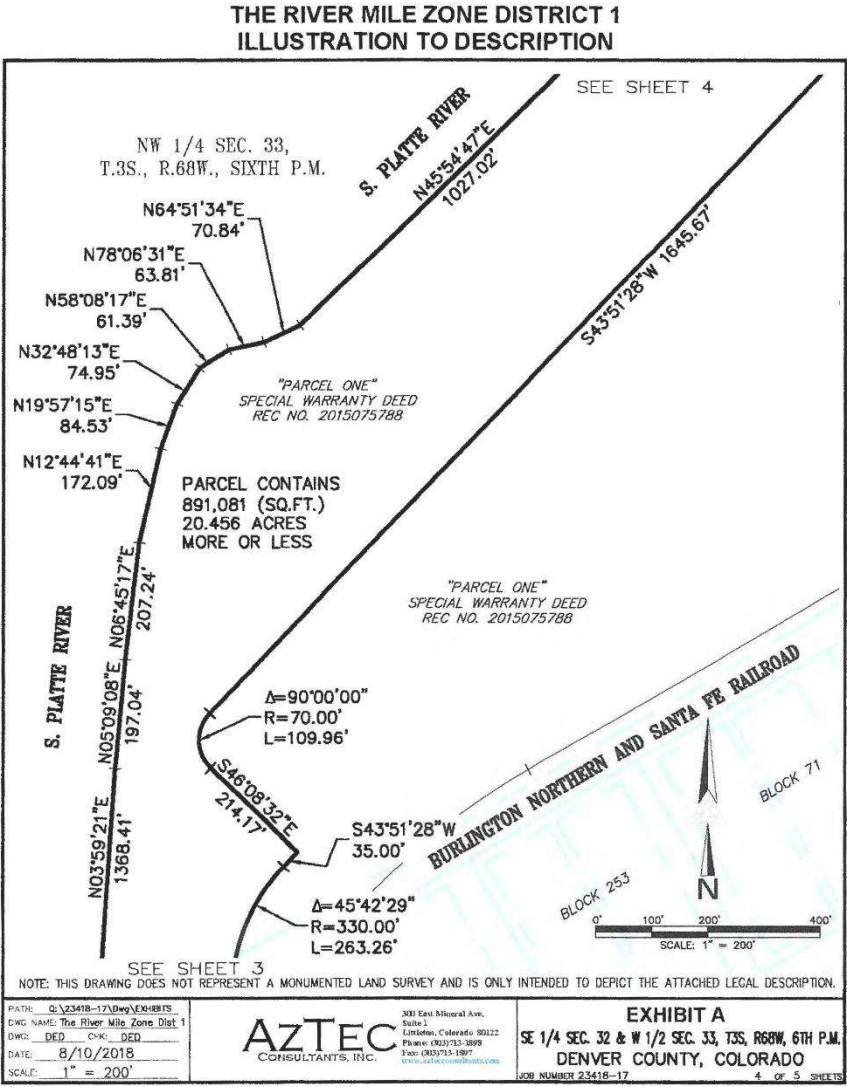 THE RIVER MILE ZONE DISTRICT 1
ILLUSTRATION TO DESCRIPTION
SEE SHEET 4
NW 1/4 SEC. 33,
T.3S., R.68W., SIXTH P.M.
S. PLATTE RIVER
N45°54'47"E
1027.02'
N64°51'34"E
70.84'
N78°06'31"E
63.81'
N58°08'17"E
61.39'
N32°48'13"E
74.95'
N19°57'15"E
84.53'
N12°44'41"E
172.09'
S43°51'28"W 1645.67'
"PARCEL ONE"
SPECIAL WARRANTY DEED
REC NO. 2015075788
PARCEL CONTAINS
891,081 (SQ.FT.)
20.456 ACRES
MORE OR LESS
N06°45'17"E
207.24'
"PARCEL ONE"
SPECIAL WARRANTY DEED
REC NO. 2015075788
S. PLATTE RIVER
N05°09'08"E
197.04'
Δ=90°00'00"
R=70.00'
L=109.96'
S46°08'32"E
214.17'
N03°59'21"E
1368.41'
S43°51'28"W
35.00'
Δ=45°42'29"
R=330.00'
L=263.26'
BURLINGTON NORTHERN AND SANTA FE RAILROAD
BLOCK 71
BLOCK 253
N
0' 100' 200' 400'
SCALE: 1" = 200'
SEE SHEET 3
NOTE: THIS DRAWING DOES NOT REPRESENT A MONUMENTED LAND SURVEY AND IS ONLY INTENDED TO DEPICT THE ATTACHED LEGAL DESCRIPTION.
PATH: Q:\23418-17\Dwg\EXHIBITS
DWG NAME: The River Mile Zone Dist 1
DWG: DED CHK: DED
DATE: 8/10/2018
SCALE: 1" = 200'
AZTEC
CONSULTANTS, INC.
300 East Mineral Ave,
Suite 1
Littleton, Colorado 80122
Phone: (303)713-1898
Fax: (303)713-1897
www.aztecconsultants.com
EXHIBIT A
SE 1/4 SEC. 32 & W 1/2 SEC. 33, T3S, R68W, 6TH P.M.
DENVER COUNTY, COLORADO
JOB NUMBER 23418-17 4 OF 5 SHEETS